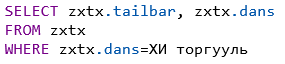 SELECT zxtx.tailbar, zxtx.dans
FROM zxtx
WHERE zxtx.dans=ХИ торгууль